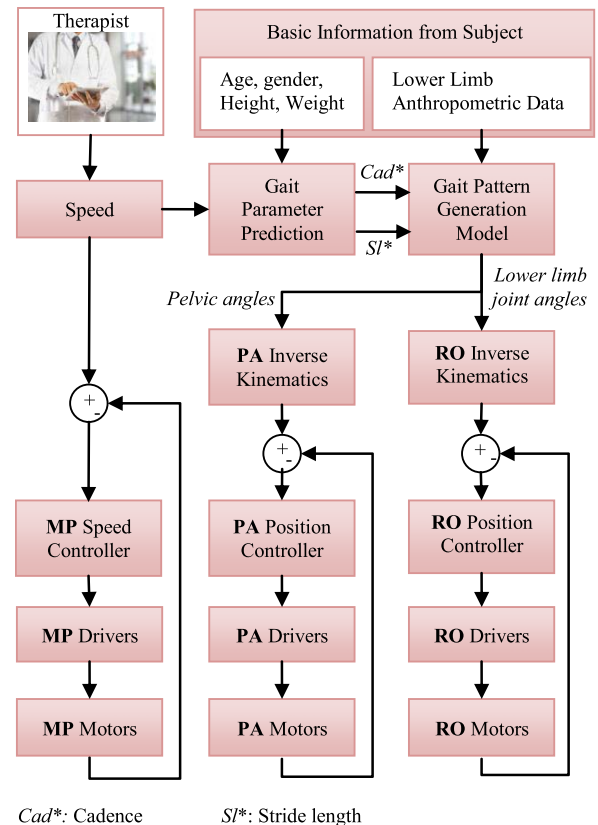 Therapist
Basic Information from Subject
Age, gender,
Height, Weight
Lower Limb
Anthropometric Data
Speed
Gait
Parameter
Prediction
Cad*
Sl*
Gait Pattern
Generation
Model
Pelvic angles
Lower limb
joint angles
PA Inverse
Kinematics
RO Inverse
Kinematics
+
-
+
-
+
-
MP Speed
Controller
PA Position
Controller
RO Position
Controller
MP Drivers
PA Drivers
RO Drivers
MP Motors
PA Motors
RO Motors
Cad*: Cadence
Sl*: Stride length